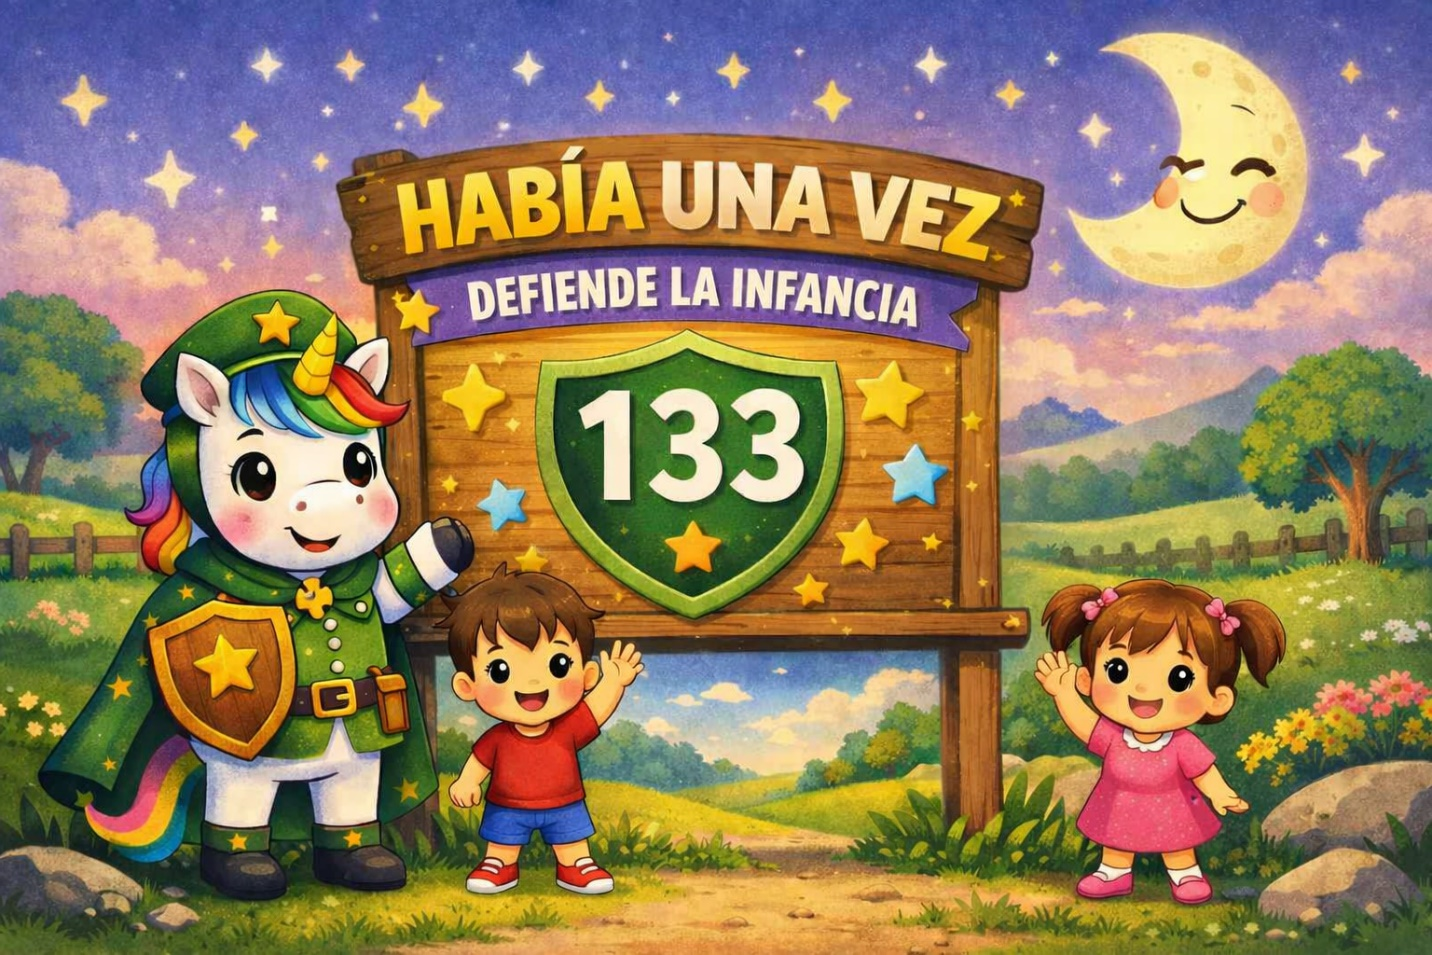 HABÍA UNA VEZ
DEFIENDE LA INFANCIA
133